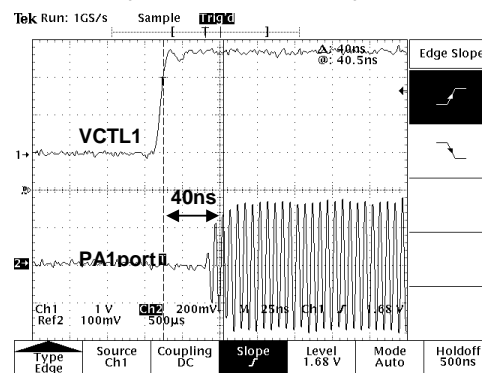 Tek Run: 1GS/s Sample Trig'd
Δ: 40ns
@: 40.5ns
Edge Slope
VCTL1
1→
40ns
2→
PA1port
Ch1 1 V Ch2 200mV M 25ns Ch1 1.68 V
Ref2 100mV 500µs
Type
Edge
Source
Ch1
Coupling
DC
Slope
Level
1.68 V
Mode
Auto
Holdoff
500ns